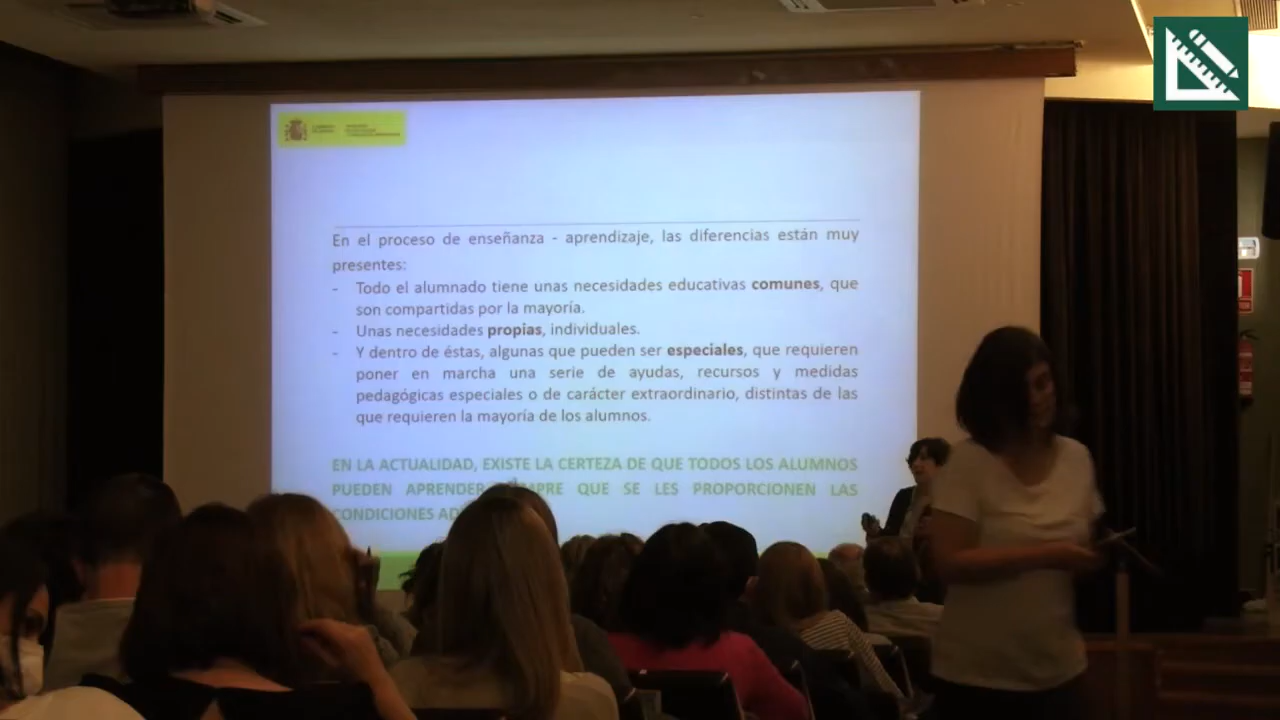 En el proceso de enseñanza - aprendizaje, las diferencias están muy
presentes:
- Todo el alumnado tiene unas necesidades educativas comunes, que
son compartidas por la mayoría.
- Unas necesidades propias, individuales.
- Y dentro de éstas, algunas que pueden ser especiales, que requieren
poner en marcha una serie de ayudas, recursos y medidas
pedagógicas especiales o de carácter extraordinario, distintas de las
que requieren la mayoría de los alumnos.
EN LA ACTUALIDAD, EXISTE LA CERTEZA DE QUE TODOS LOS ALUMNOS
PUEDEN APRENDER QUE SE LES PROPORCIONEN LAS
CONDICIONES